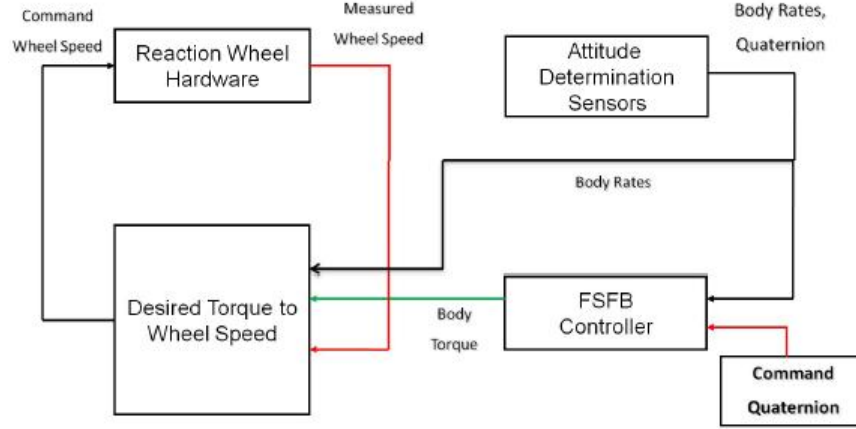 Command
Wheel Speed
Reaction Wheel
Hardware
Measured
Wheel Speed
Attitude
Determination
Sensors
Body Rates,
Quaternion
Body Rates
Desired Torque to
Wheel Speed
Body
Torque
FSFB
Controller
Command
Quaternion